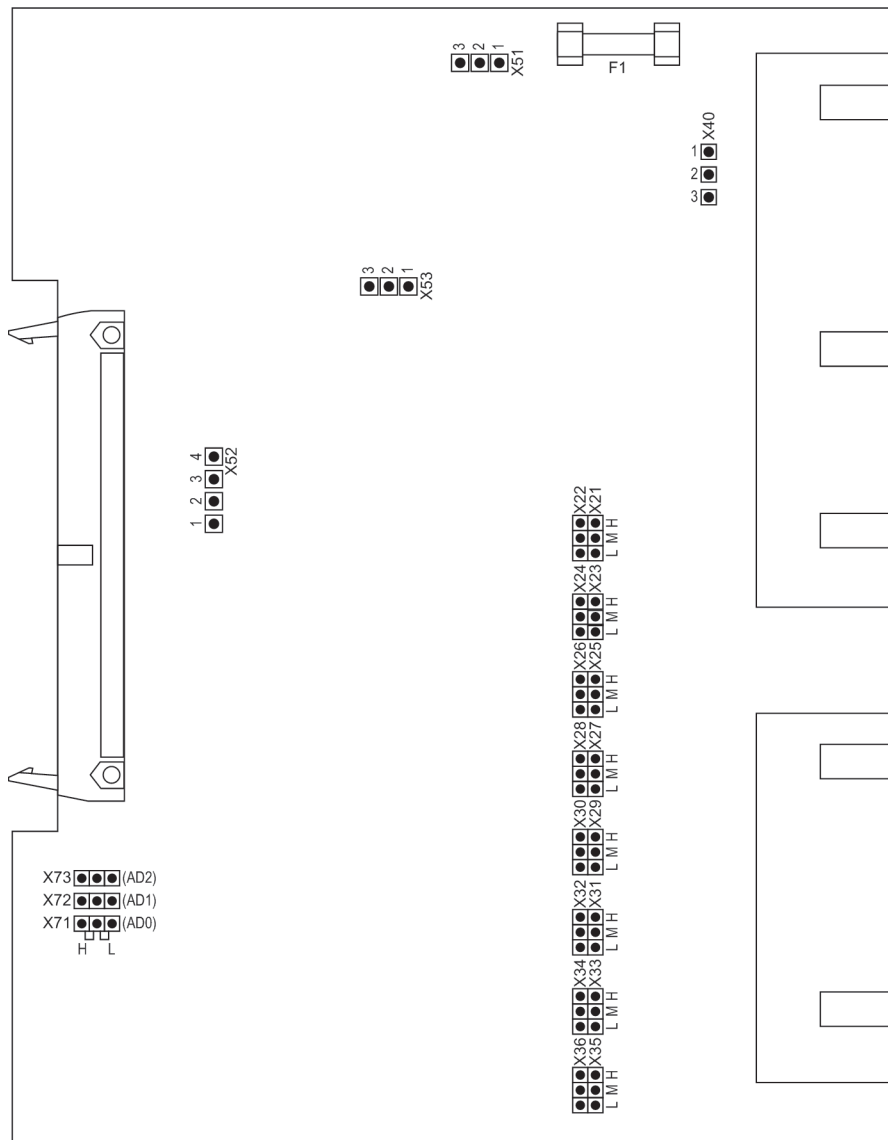 3 2 1
X51
F1
X40
1
2
3
3 2 1
X53
4
3
2
1
X52
X22 X21
H
M
L
X24 X23
H
M
L
X26 X25
H
M
L
X28 X27
H
M
L
X30 X29
H
M
L
X32 X31
H
M
L
X34 X33
H
M
L
X36 X35
H
M
L
X73 (AD2)
X72 (AD1)
X71 (AD0)
H L